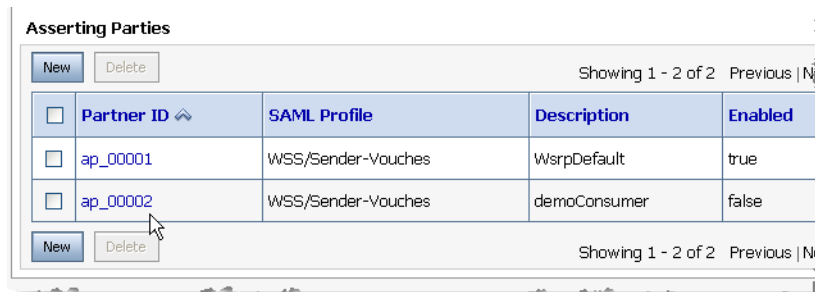 Asserting Parties
New Delete Showing 1 - 2 of 2 Previous |
Partner ID SAML Profile Description Enabled
ap_00001 WSS/Sender-Vouches WsrpDefault true
ap_00002 WSS/Sender-Vouches demoConsumer false
New Delete Showing 1 - 2 of 2 Previous |